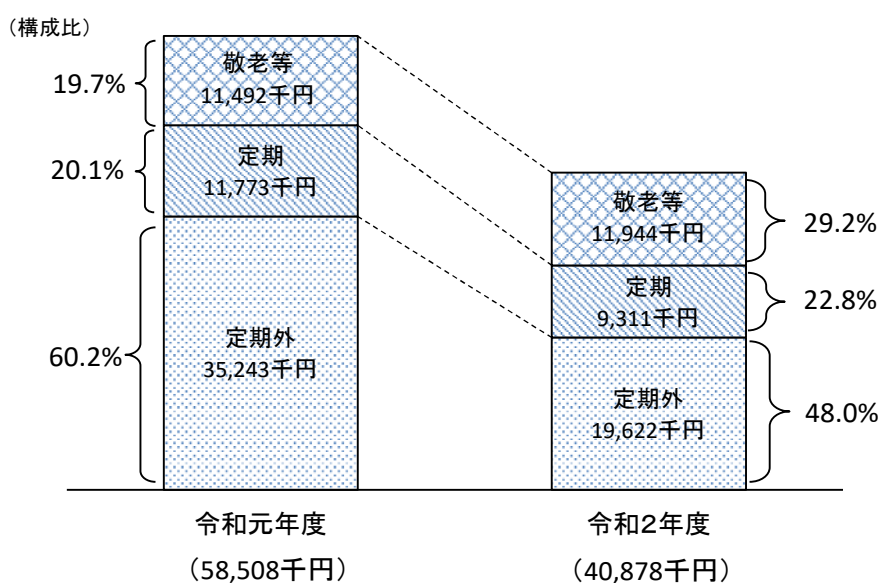 （構成比）
敬老等
11,492千円
19.7%
定期
11,773千円
20.1%
定期外
35,243千円
60.2%
敬老等
11,944千円
29.2%
定期
9,311千円
22.8%
定期外
19,622千円
48.0%
令和元年度
（58,508千円）
令和２年度
（40,878千円）